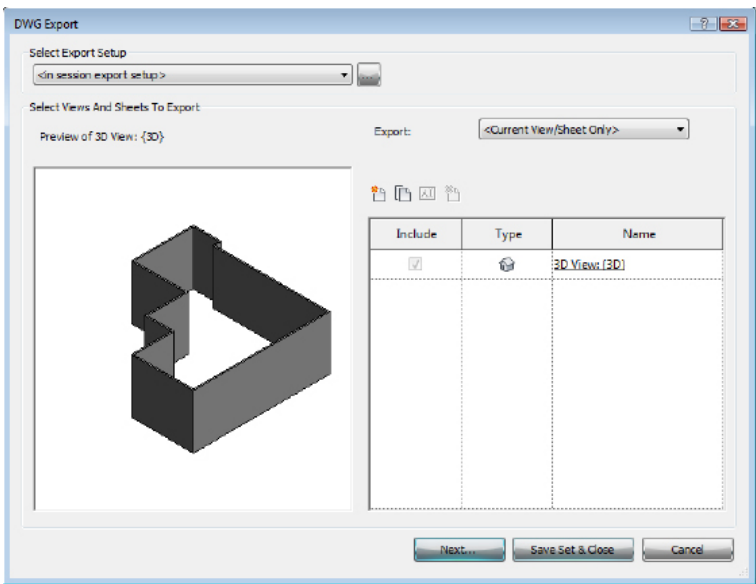 DWG Export
Select Export Setup
<in session export setup>
...
Select Views And Sheets To Export
Preview of 3D View: {3D}
Export:
<Current View/Sheet Only>
Include
Type
Name
3D View: {3D}
Next...
Save Set & Close
Cancel